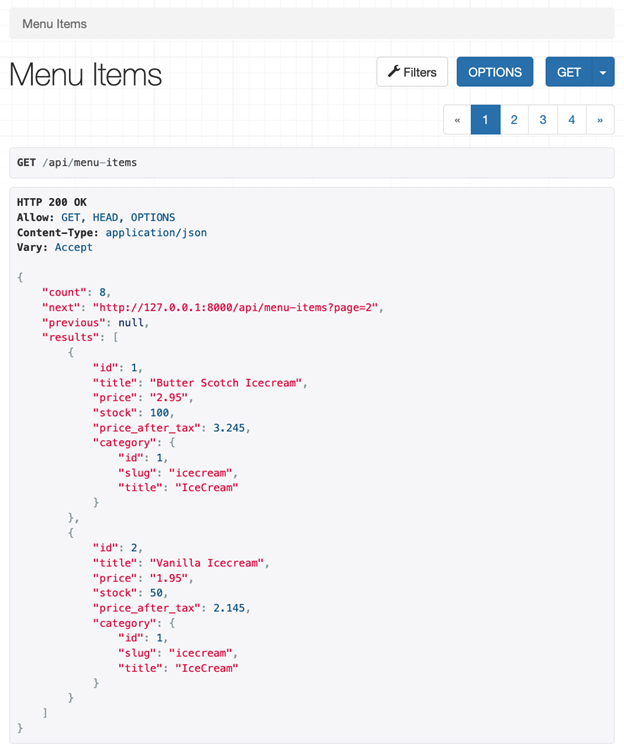 Menu Items
Menu Items
Filters OPTIONS GET
« 1 2 3 4 »
GET /api/menu-items
HTTP 200 OK
Allow: GET, HEAD, OPTIONS
Content-Type: application/json
Vary: Accept
{
    "count": 8,
    "next": "http://127.0.0.1:8000/api/menu-items?page=2",
    "previous": null,
    "results": [
        {
            "id": 1,
            "title": "Butter Scotch Icecream",
            "price": "2.95",
            "stock": 100,
            "price_after_tax": 3.245,
            "category": {
                "id": 1,
                "slug": "icecream",
                "title": "IceCream"
            }
        },
        {
            "id": 2,
            "title": "Vanilla Icecream",
            "price": "1.95",
            "stock": 50,
            "price_after_tax": 2.145,
            "category": {
                "id": 1,
                "slug": "icecream",
                "title": "IceCream"
            }
        }
    ]
}